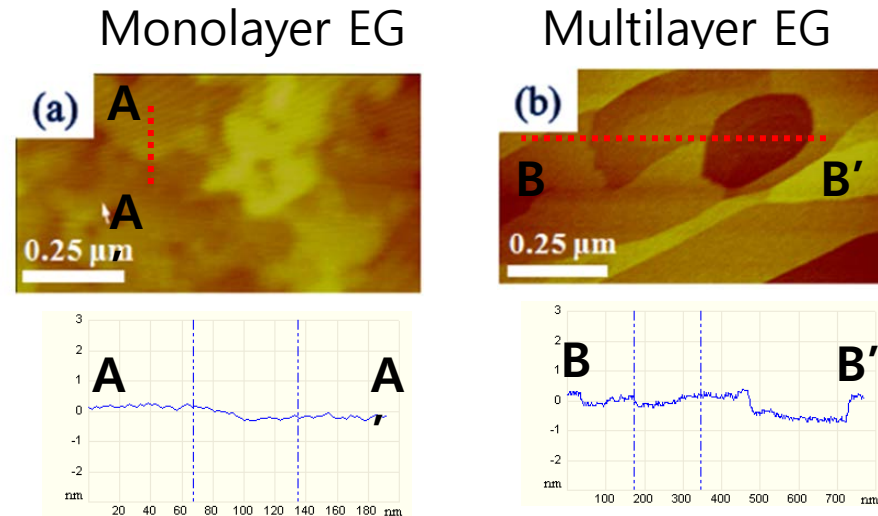 Monolayer EG
Multilayer EG
(a)
A
A
,
0.25 μm
(b)
B
B’
0.25 μm
3
2
1
0
-1
-2
nm
A
A
,
20 40 60 80 100 120 140 160 180 nm
3
2
1
0
-1
-2
nm
B
B’
100 200 300 400 500 600 700 nm